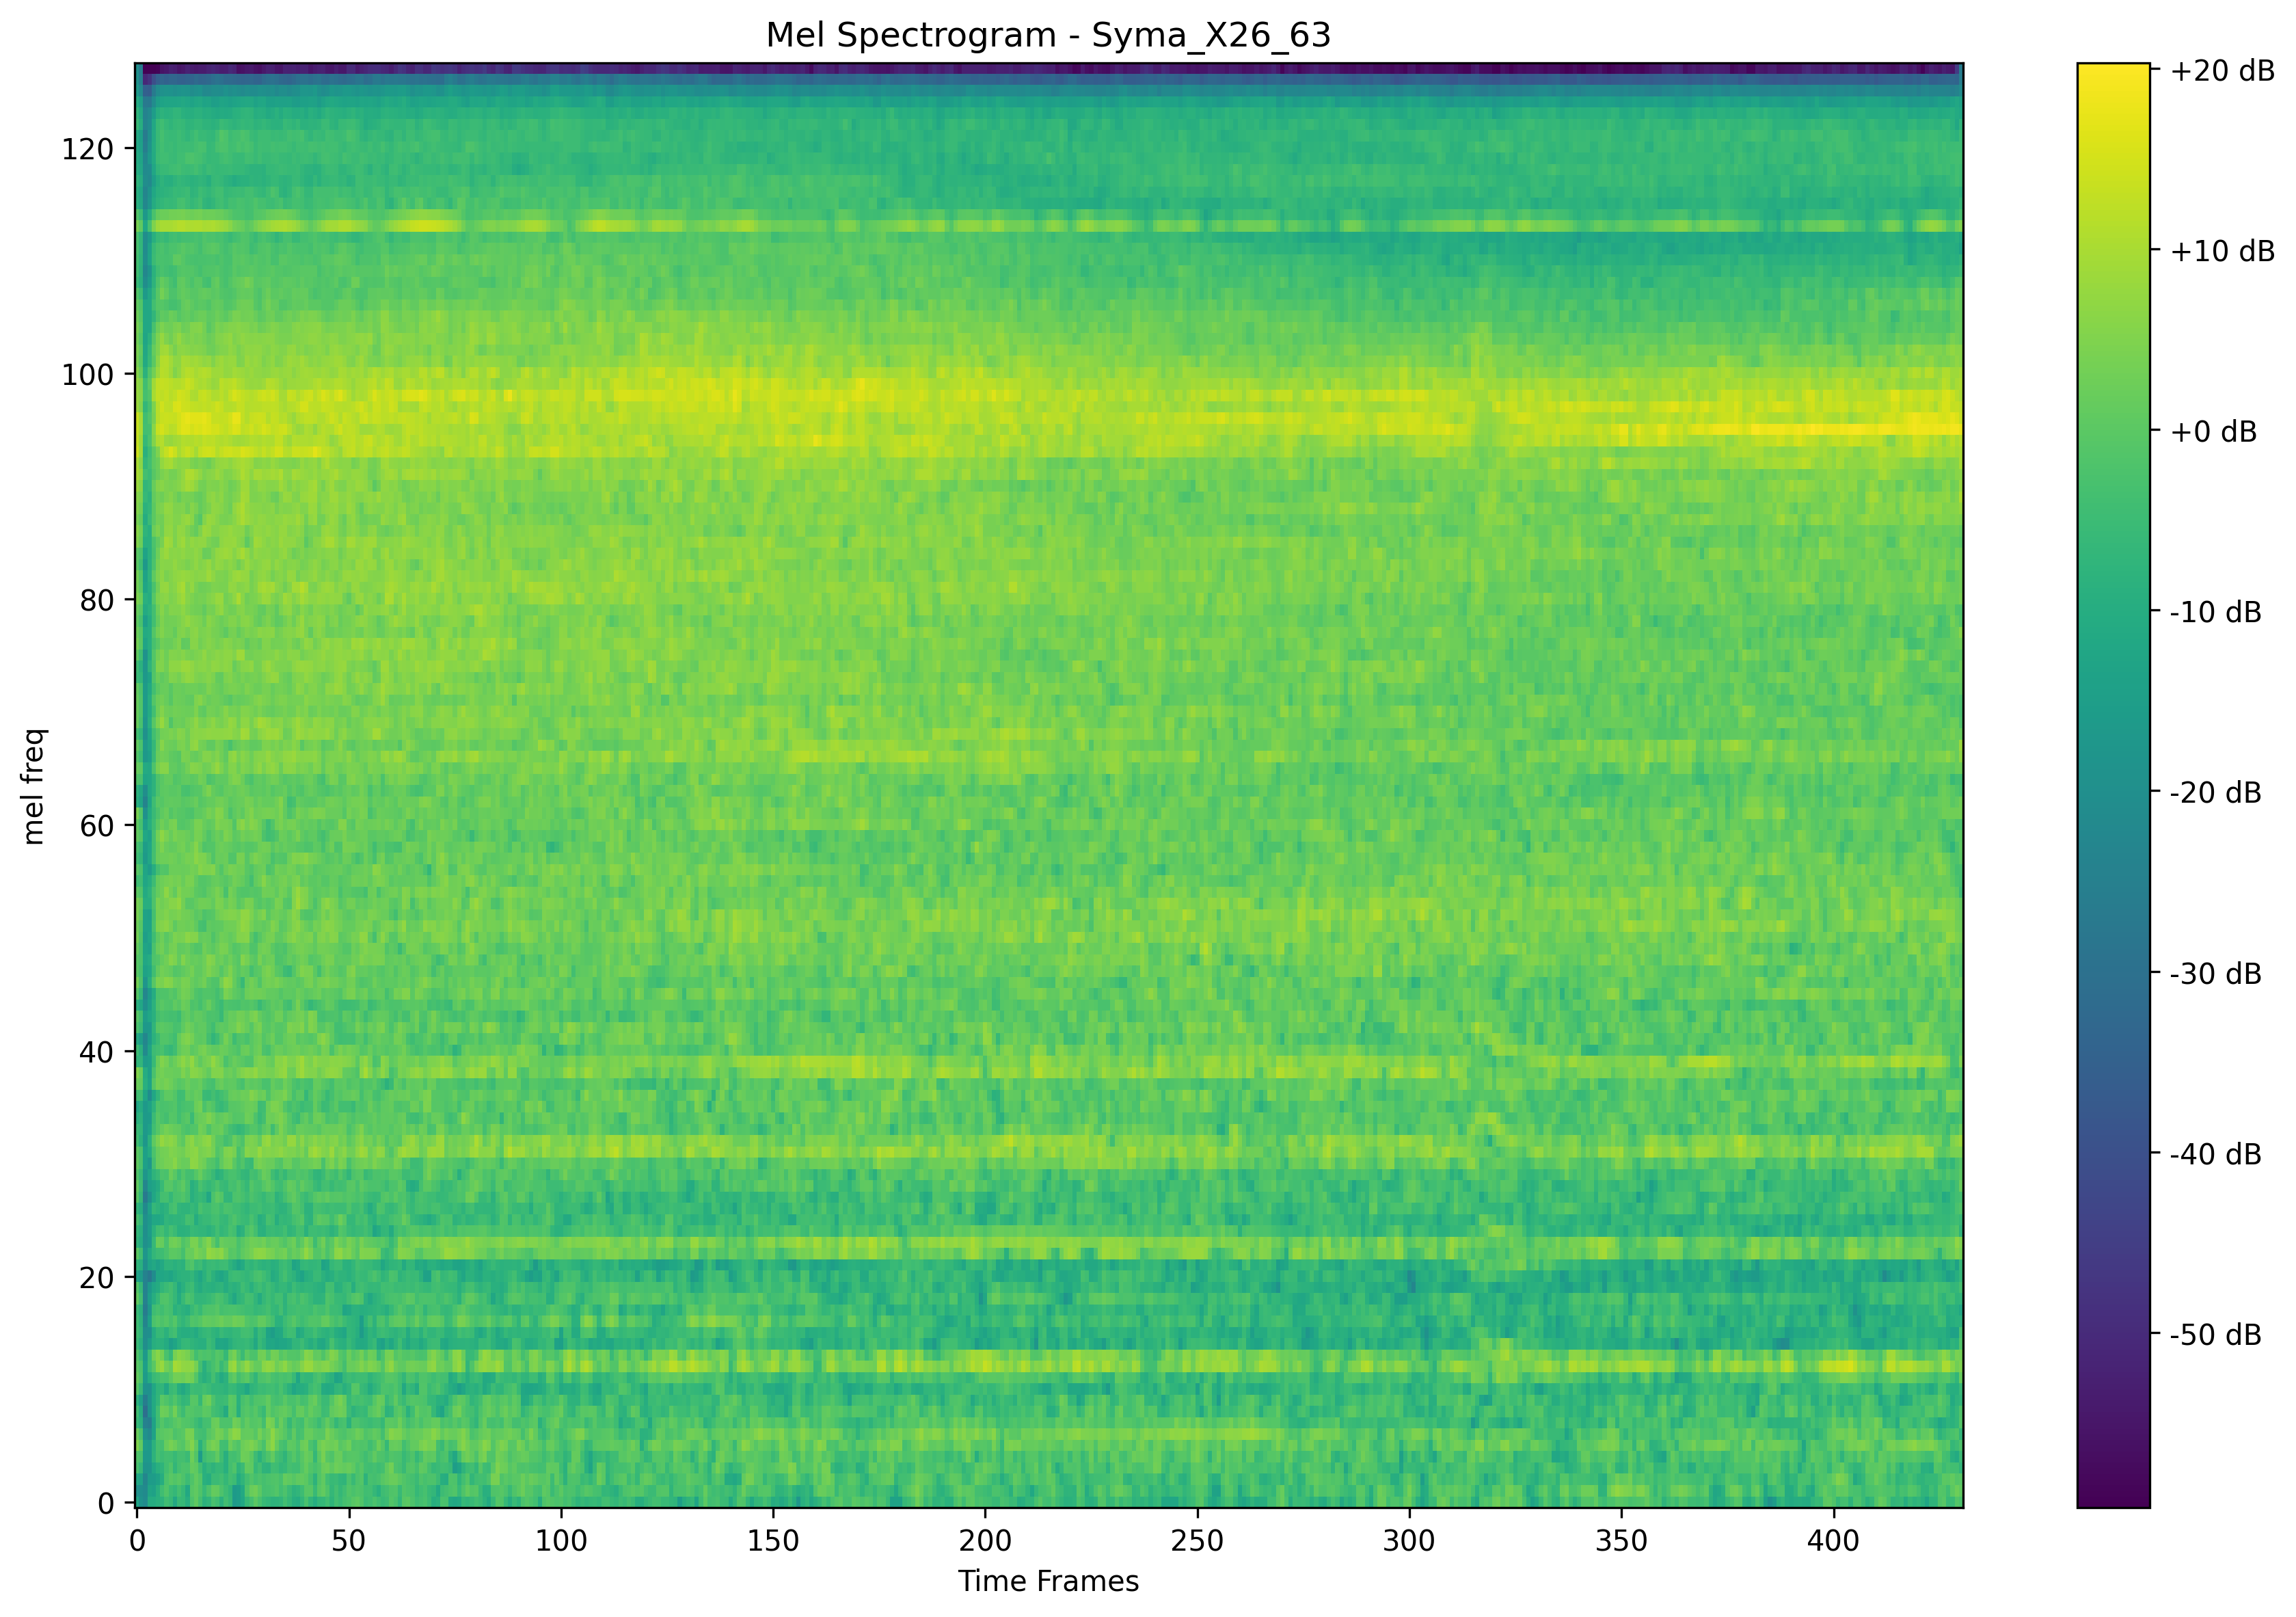 Mel Spectrogram - Syma_X26_63
mel freq
120
100
80
60
40
20
0
0 50 100 150 200 250 300 350 400
Time Frames
+20 dB
+10 dB
+0 dB
-10 dB
-20 dB
-30 dB
-40 dB
-50 dB